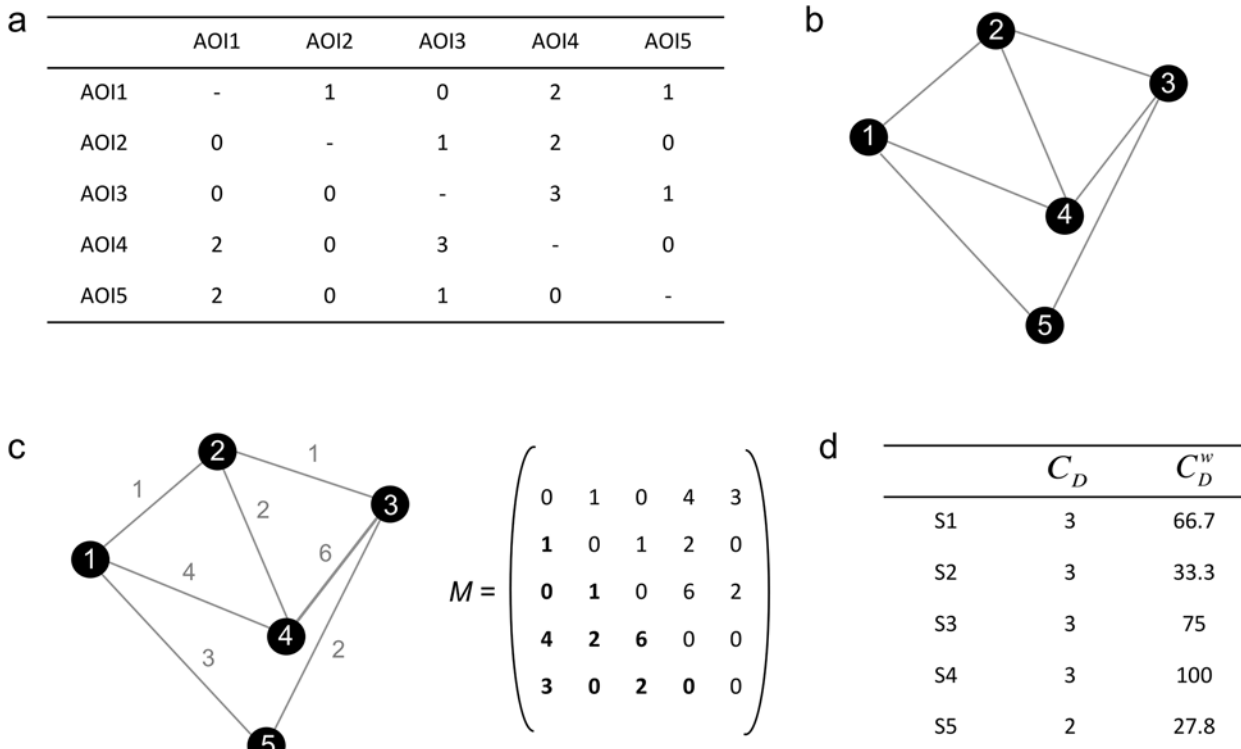 a
AOI1 AOI2 AOI3 AOI4 AOI5
AOI1 - 1 0 2 1
AOI2 0 - 1 2 0
AOI3 0 0 - 3 1
AOI4 2 0 3 - 0
AOI5 2 0 1 0 -
b
2
3
1
4
5
c
2
1
3
1
2
6
1
4
4
3
2
5
M =
0 1 0 4 3
1 0 1 2 0
0 1 0 6 2
4 2 6 0 0
3 0 2 0 0
d
C_D C_D^w
S1 3 66.7
S2 3 33.3
S3 3 75
S4 3 100
S5 2 27.8